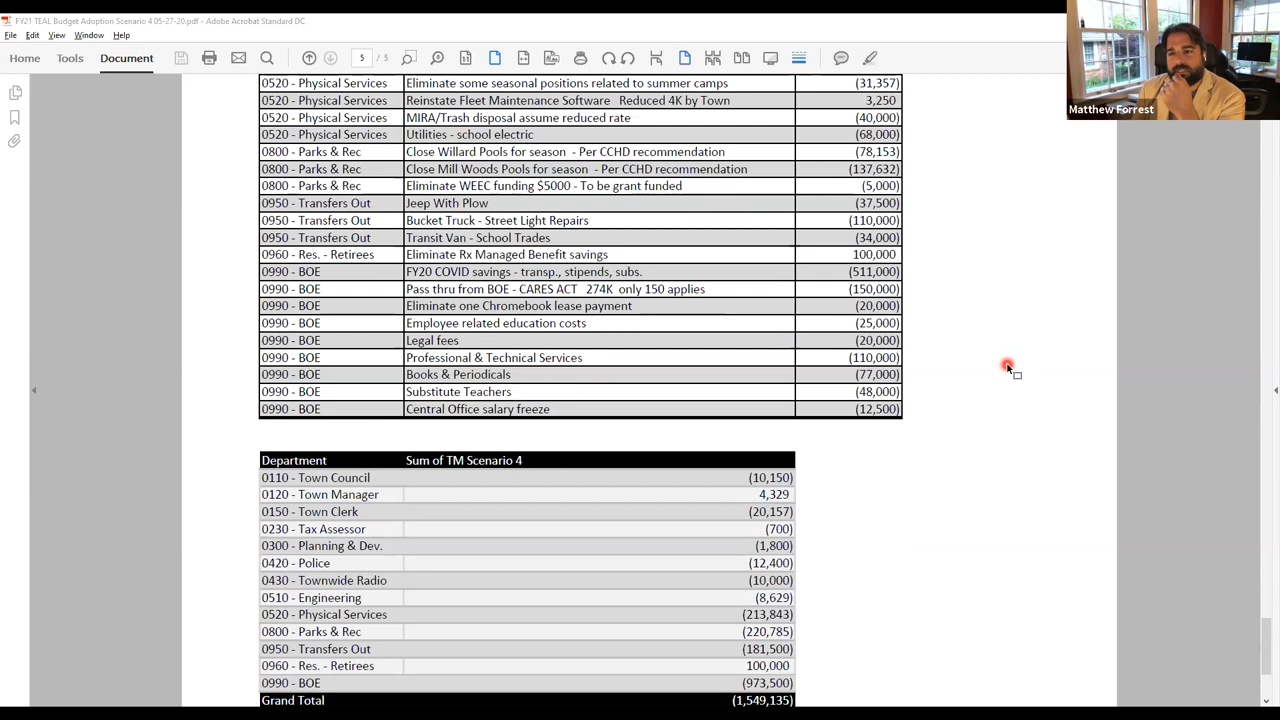 FY21 TEAL Budget Adoption Scenario 4 05-27-20.pdf - Adobe Acrobat Standard DC
File Edit View Window Help
Home Tools Document 5 / 5
Matthew Forrest
0520 - Physical Services Eliminate some seasonal positions related to summer camps (31,357)
0520 - Physical Services Reinstate Fleet Maintenance Software Reduced 4K by Town 3,250
0520 - Physical Services MIRA/Trash disposal assume reduced rate (40,000)
0520 - Physical Services Utilities - school electric (68,000)
0800 - Parks & Rec Close Willard Pools for season - Per CCHD recommendation (78,153)
0800 - Parks & Rec Close Mill Woods Pools for season - Per CCHD recommendation (137,632)
0800 - Parks & Rec Eliminate WEEC funding $5000 - To be grant funded (5,000)
0950 - Transfers Out Jeep With Plow (37,500)
0950 - Transfers Out Bucket Truck - Street Light Repairs (110,000)
0950 - Transfers Out Transit Van - School Trades (34,000)
0960 - Res. - Retirees Eliminate Rx Managed Benefit savings 100,000
0990 - BOE FY20 COVID savings - transp., stipends, subs. (511,000)
0990 - BOE Pass thru from BOE - CARES ACT 274K only 150 applies (150,000)
0990 - BOE Eliminate one Chromebook lease payment (20,000)
0990 - BOE Employee related education costs (25,000)
0990 - BOE Legal fees (20,000)
0990 - BOE Professional & Technical Services (110,000)
0990 - BOE Books & Periodicals (77,000)
0990 - BOE Substitute Teachers (48,000)
0990 - BOE Central Office salary freeze (12,500)
Department Sum of TM Scenario 4
0110 - Town Council (10,150)
0120 - Town Manager 4,329
0150 - Town Clerk (20,157)
0230 - Tax Assessor (700)
0300 - Planning & Dev. (1,800)
0420 - Police (12,400)
0430 - Townwide Radio (10,000)
0510 - Engineering (8,629)
0520 - Physical Services (213,843)
0800 - Parks & Rec (220,785)
0950 - Transfers Out (181,500)
0960 - Res. - Retirees 100,000
0990 - BOE (973,500)
Grand Total (1,549,135)